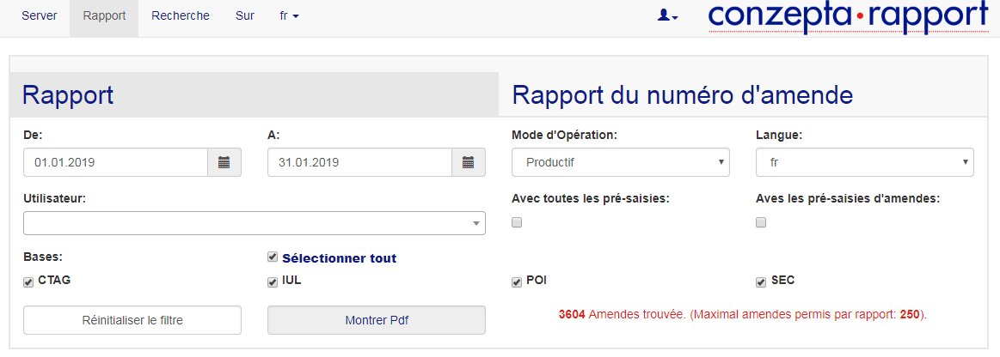 Server Rapport Recherche Sur fr conzepta·rapport
Rapport Rapport du numéro d'amende
De: A: Mode d'Opération: Langue:
01.01.2019 31.01.2019 Productif fr
Utilisateur: Avec toutes les pré-saisies: Aves les pré-saisies d'amendes:
Bases: Sélectionner tout
CTAG IUL POI SEC
Réinitialiser le filtre Montrer Pdf 3604 Amendes trouvée. (Maximal amendes permis par rapport: 250).